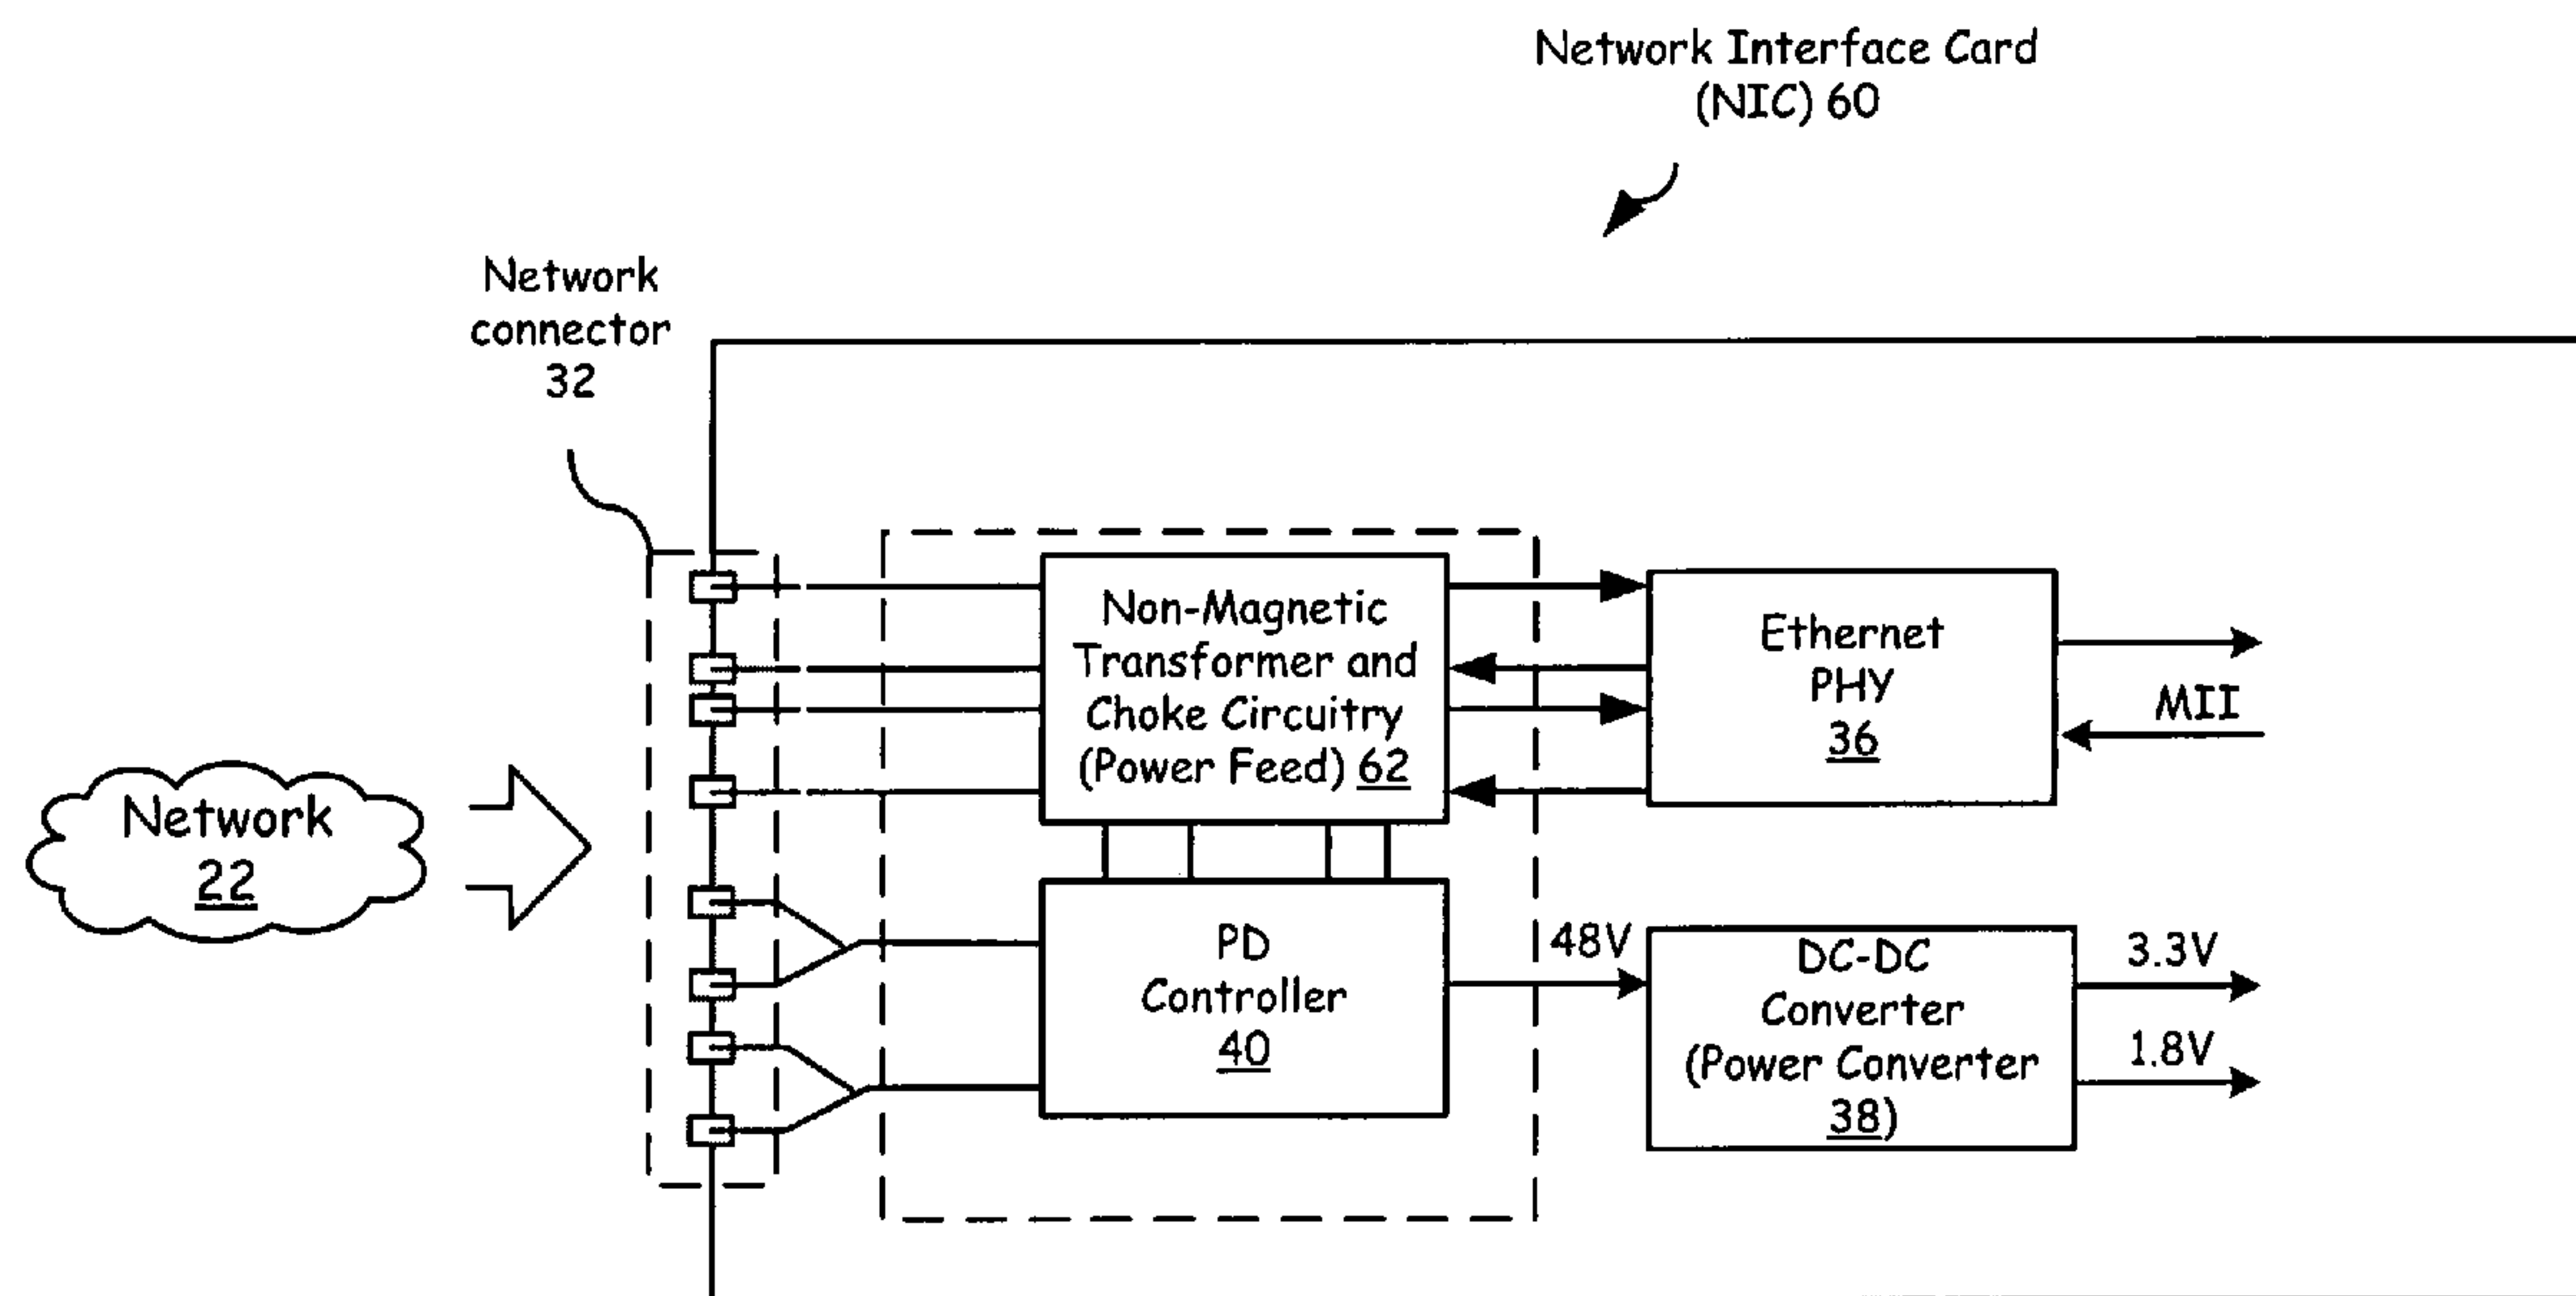 Network Interface Card
(NIC) 60
Network
connector
32
Non-Magnetic
Transformer and
Choke Circuitry
(Power Feed) 62
Ethernet
PHY
36
MII
Network
22
PD
Controller
40
48V
DC-DC
Converter
(Power Converter
38)
3.3V
1.8V